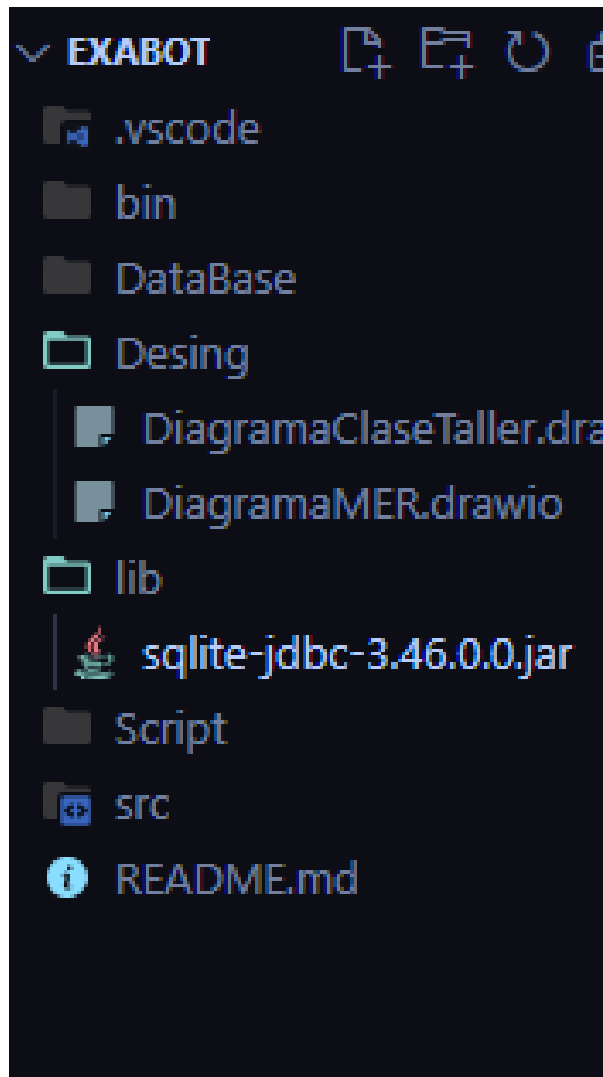 EXABOT
.vscode
bin
DataBase
Desing
DiagramaClaseTaller.dra
DiagramaMER.drawio
lib
sqlite-jdbc-3.46.0.0.jar
Script
src
README.md